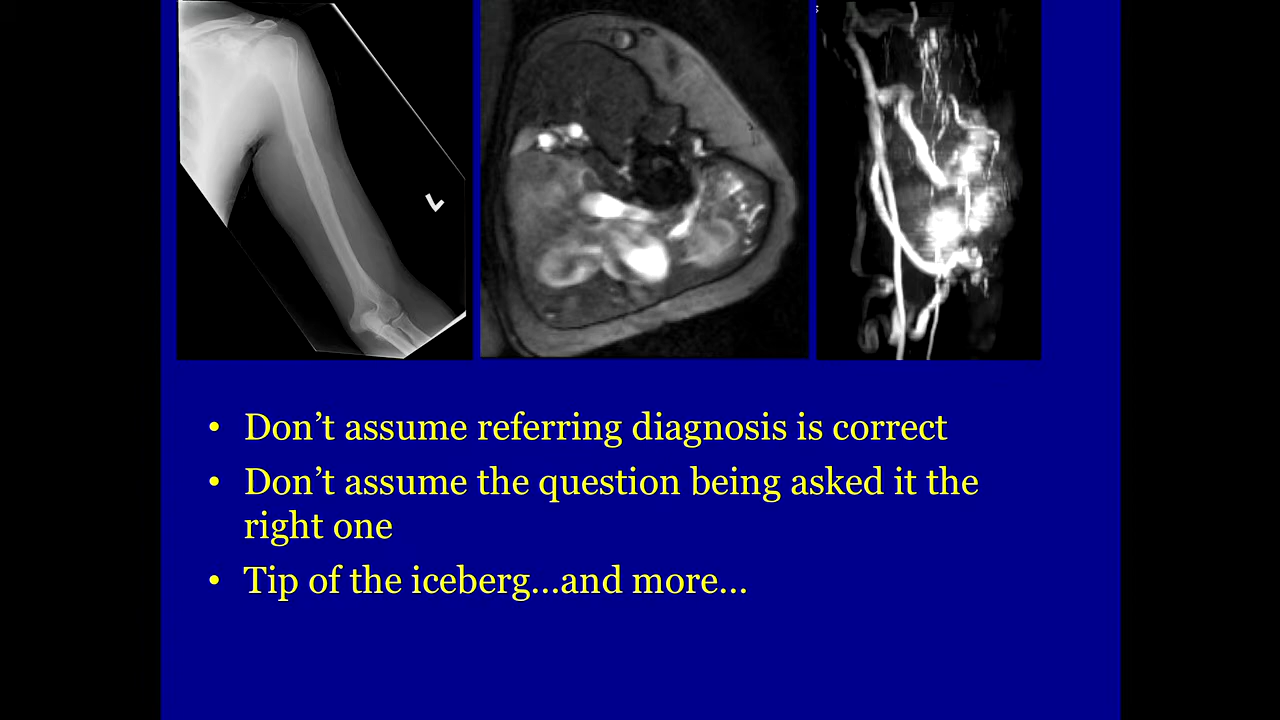 • Don’t assume referring diagnosis is correct
• Don’t assume the question being asked it the
right one
• Tip of the iceberg...and more...